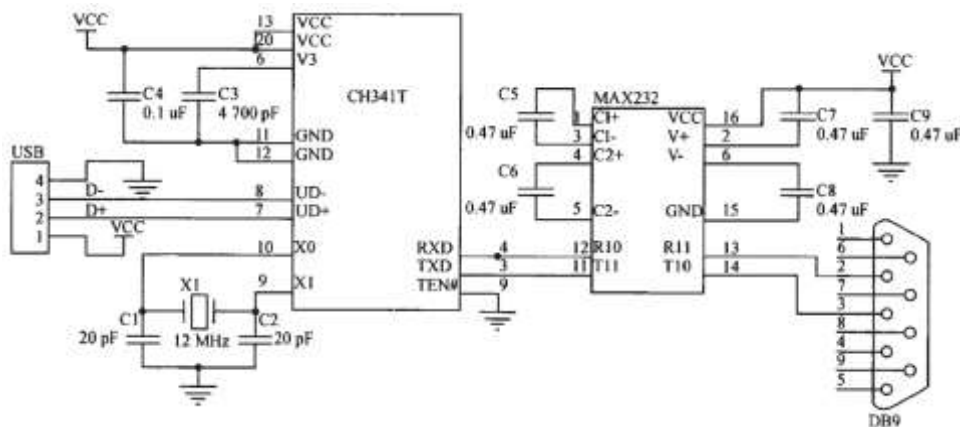 VCC
13 VCC
20 VCC
6 V3
CH341T
C4
0.1 uF
C3
4 700 pF
11 GND
12 GND
USB
4
3 D- 8 UD-
2 D+ 7 UD+
1 VCC
10 X0
9 X1
X1
C1
20 pF
12 MHz
C2
20 pF
RXD 4
TXD 3
TEN# 9
MAX232
C5
0.47 uF
C6
0.47 uF
1 C1+
3 C1-
4 C2+
5 C2-
12 R10
11 T11
VCC 16
V+ 2
V- 6
GND 15
R11 13
T10 14
VCC
C7
0.47 uF
C9
0.47 uF
C8
0.47 uF
1
6
2
7
3
8
4
9
5
DB9